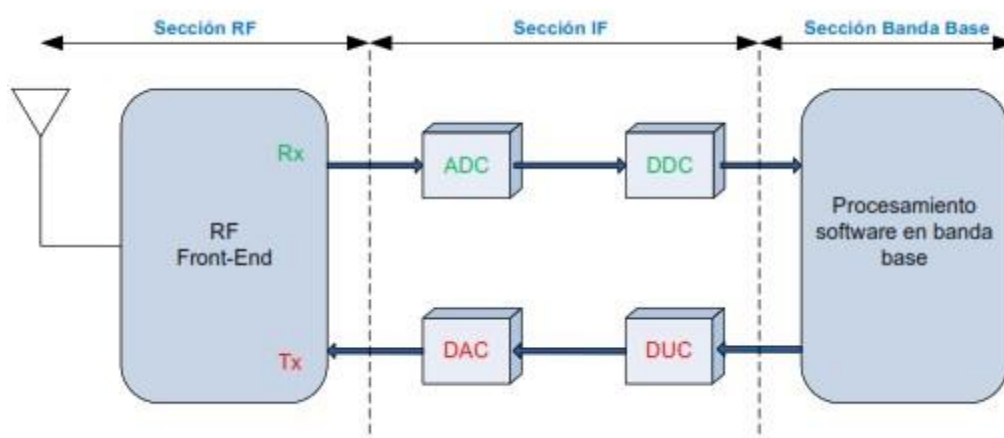 Sección RF
Sección IF
Sección Banda Base
Rx
ADC
DDC
RF
Front-End
Procesamiento
software en banda
base
Tx
DAC
DUC